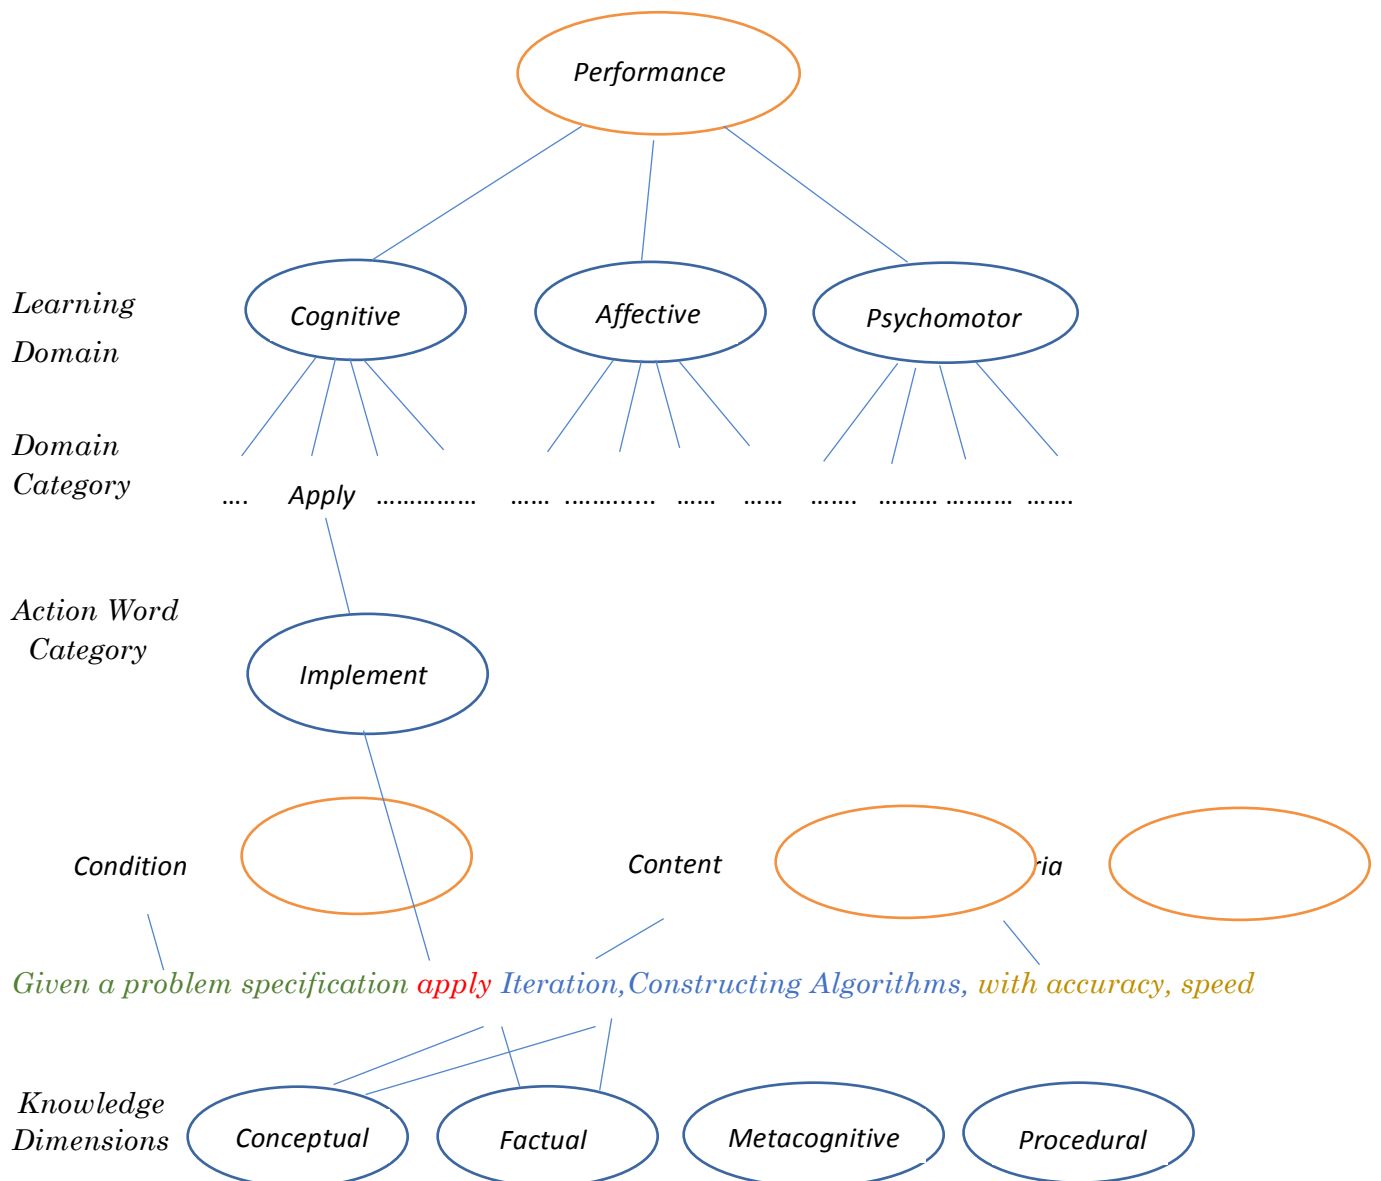 Performance
Learning
Domain
Cognitive
Affective
Psychomotor
Domain
Category
.... Apply ............... ...... .............. ...... ...... ....... ......... .......... .......
Action Word
Category
Implement
Condition
Content
ria
Given a problem specification apply Iteration,Constructing Algorithms, with accuracy, speed
Knowledge
Dimensions
Conceptual
Factual
Metacognitive
Procedural